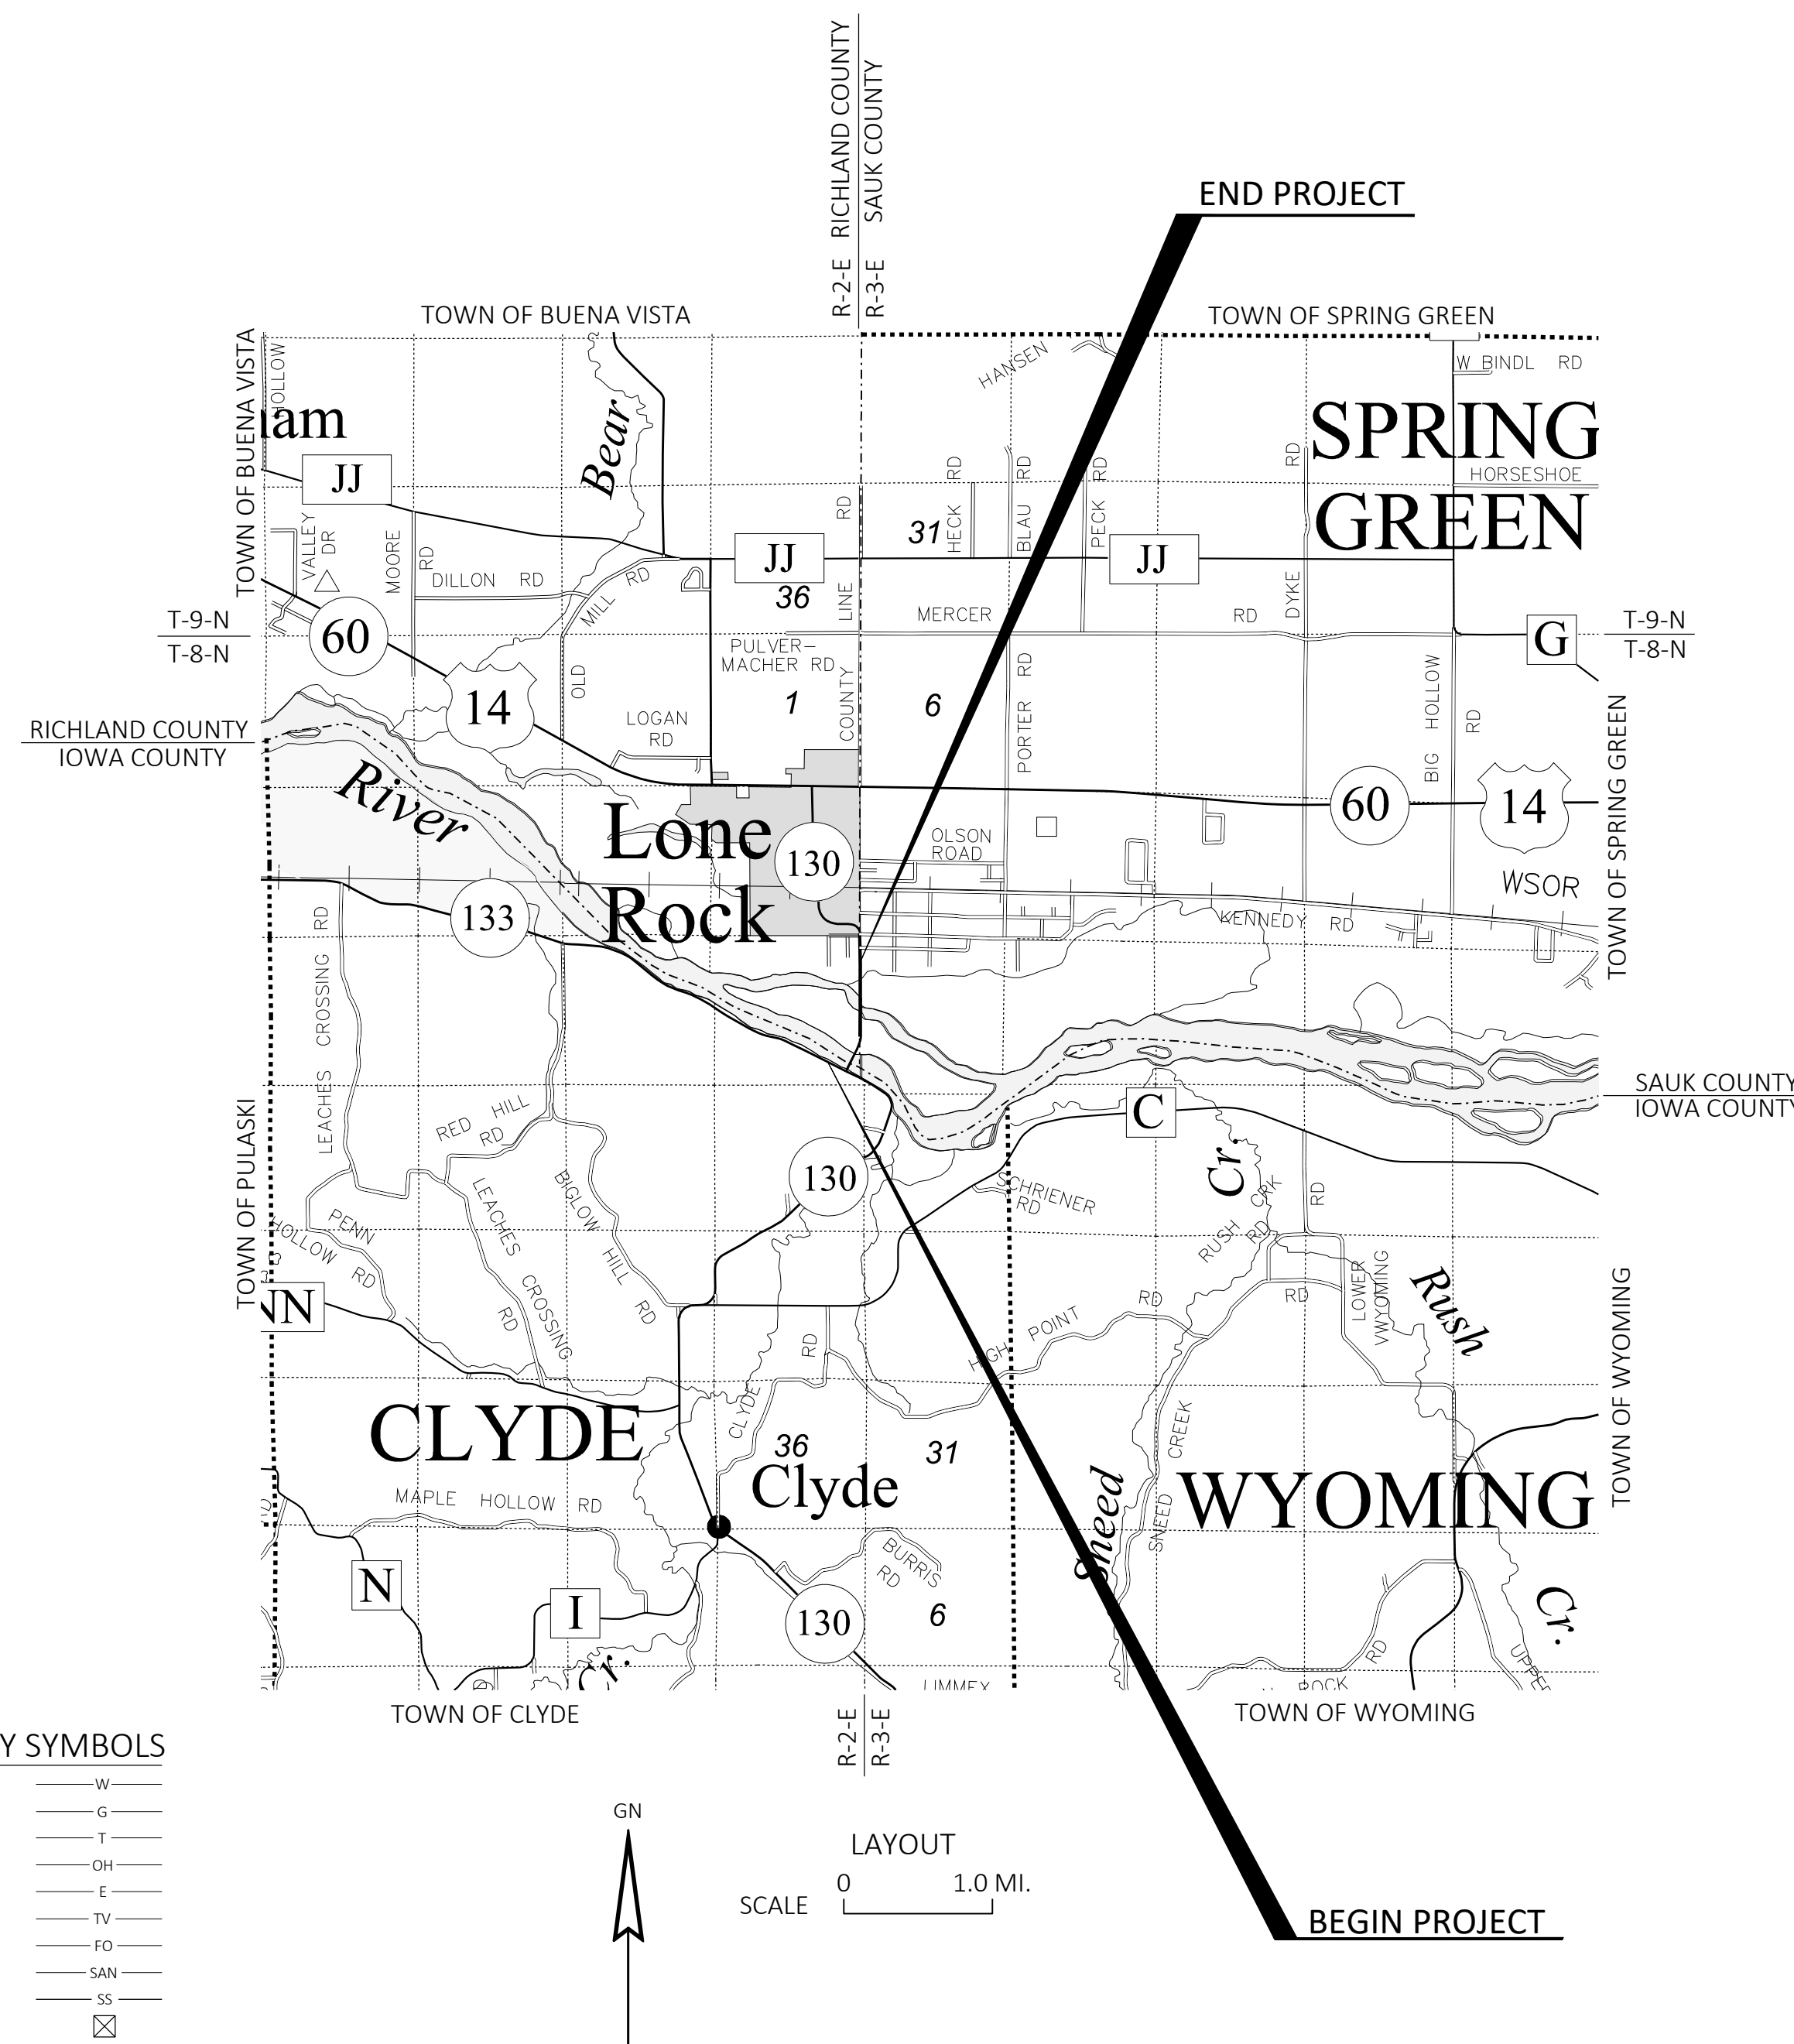 RICHLAND COUNTY
SAUK COUNTY
R-2-E
R-3-E
END PROJECT
TOWN OF BUENA VISTA
TOWN OF SPRING GREEN
TOWN OF BUENA VISTA
HOLLOW
HANSEN
W BINDL RD
SPRING
GREEN
HORSESHOE
Bear
JJ
VALLEY
DR
MOORE
RD
DILLON RD
MILL RD
OLD
JJ
36
31
HECK RD
BLAU RD
PECK RD
JJ
DYKE RD
COUNTY LINE RD
MERCER RD
T-9-N
T-8-N
60
14
PULVER-
MACHER RD
1
6
PORTER RD
BIG HOLLOW
RD
G
T-9-N
T-8-N
RICHLAND COUNTY
IOWA COUNTY
LOGAN
RD
River
Lone
Rock
130
OLSON
ROAD
60
14
WSOR
KENNEDY RD
TOWN OF SPRING GREEN
133
LEACHES CROSSING RD
SAUK COUNTY
IOWA COUNTY
C
RED HILL
RD
130
Cr.
SCHRIENER
RD
RUSH CRK
RD
RD
TOWN OF PULASKI
PENN
HOLLOW RD
LEACHES CROSSING
RD
BIGLOW HILL RD
NN
HIGH POINT RD
RD
LOWER
WYOMING
Rush
TOWN OF WYOMING
CLYDE
CLYDE RD
36
31
Clyde
Sneed
SNEED CREEK
WYOMING
MAPLE HOLLOW RD
N
I
BURRIS
RD
130
6
Cr.
Cr.
RD
ROCK
TOWN OF CLYDE
R-2-E
R-3-E
TOWN OF WYOMING
Y SYMBOLS
W
G
T
OH
E
TV
FO
SAN
SS
GN
LAYOUT
SCALE
0 1.0 MI.
BEGIN PROJECT